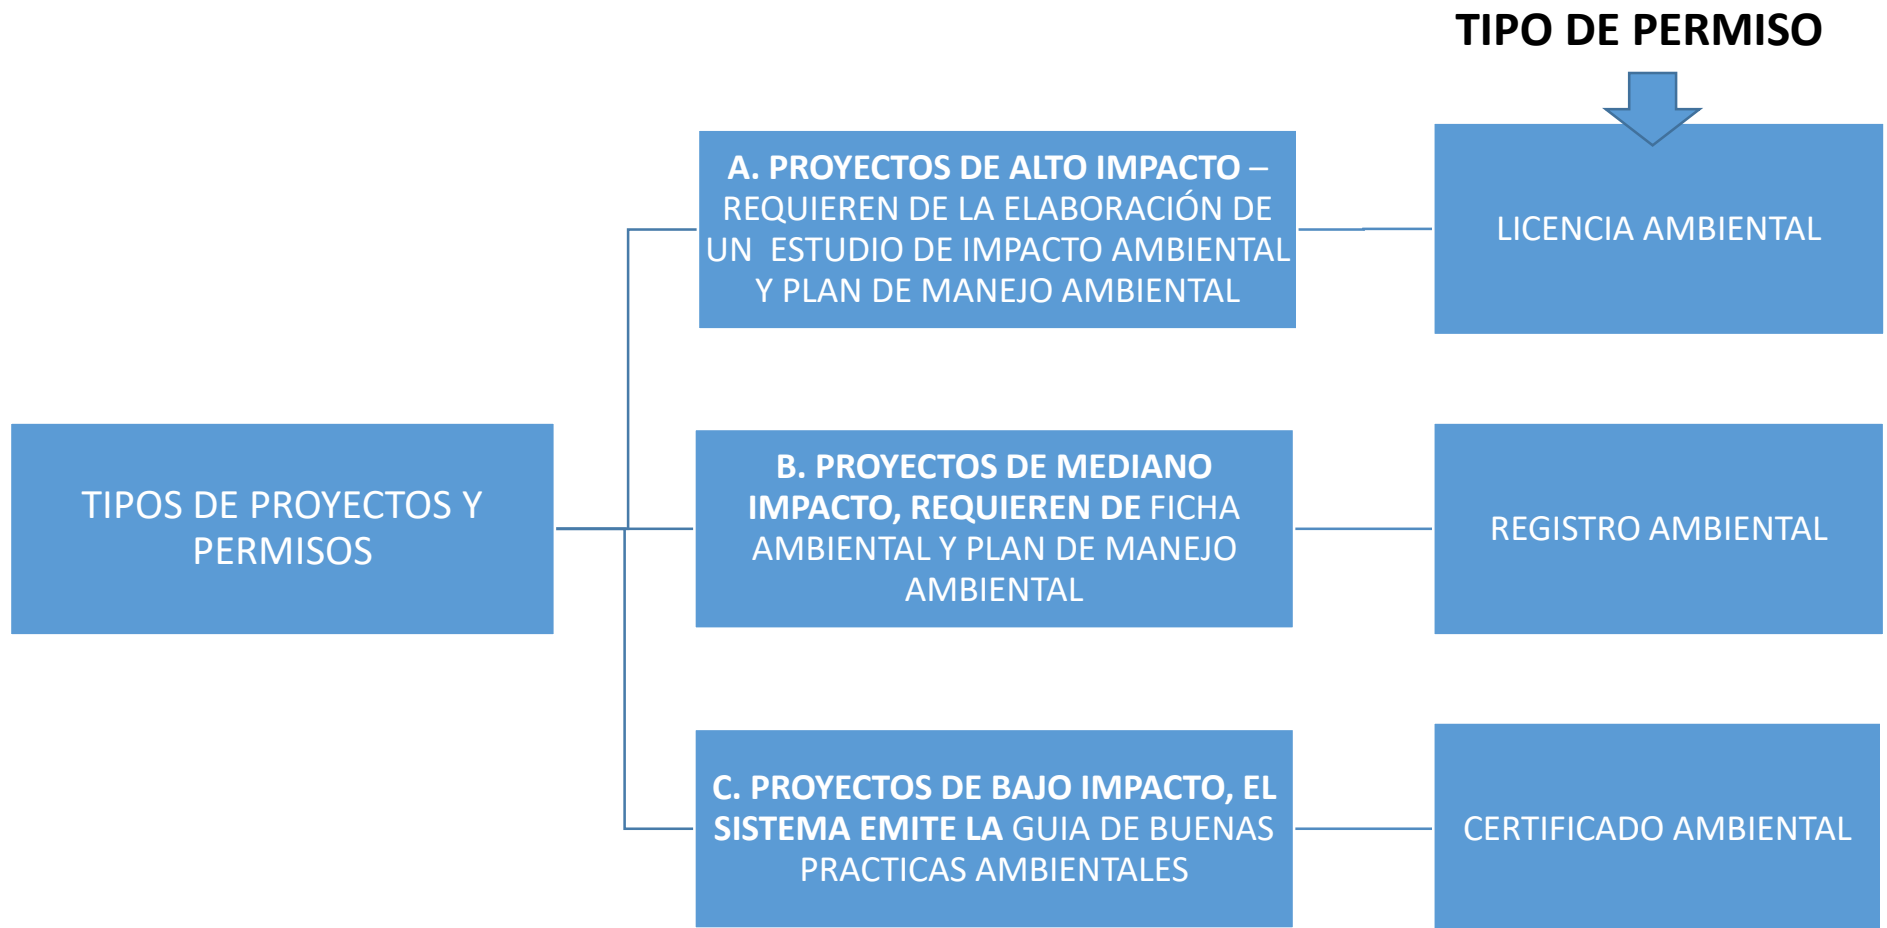 TIPO DE PERMISO
A. PROYECTOS DE ALTO IMPACTO –
REQUIEREN DE LA ELABORACIÓN DE
UN ESTUDIO DE IMPACTO AMBIENTAL
Y PLAN DE MANEJO AMBIENTAL
LICENCIA AMBIENTAL
TIPOS DE PROYECTOS Y
PERMISOS
B. PROYECTOS DE MEDIANO
IMPACTO, REQUIEREN DE FICHA
AMBIENTAL Y PLAN DE MANEJO
AMBIENTAL
REGISTRO AMBIENTAL
C. PROYECTOS DE BAJO IMPACTO, EL
SISTEMA EMITE LA GUIA DE BUENAS
PRACTICAS AMBIENTALES
CERTIFICADO AMBIENTAL